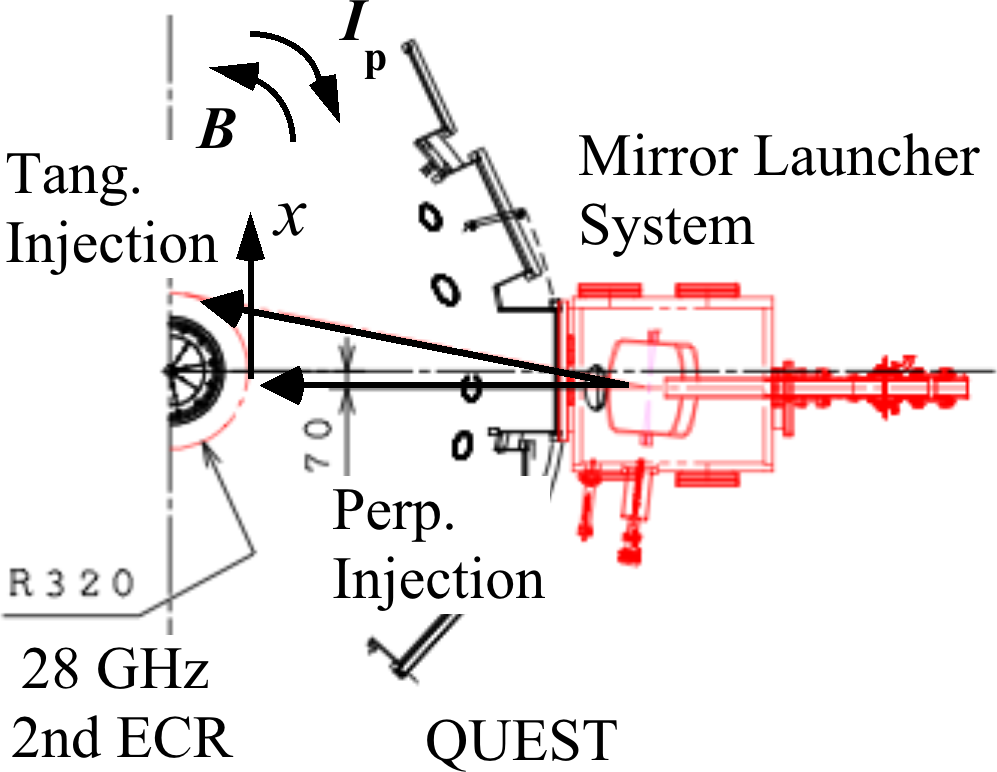 I p
B
Tang.
Injection
x
Mirror Launcher
System
70
Perp.
Injection
R320
28 GHz
2nd ECR
QUEST